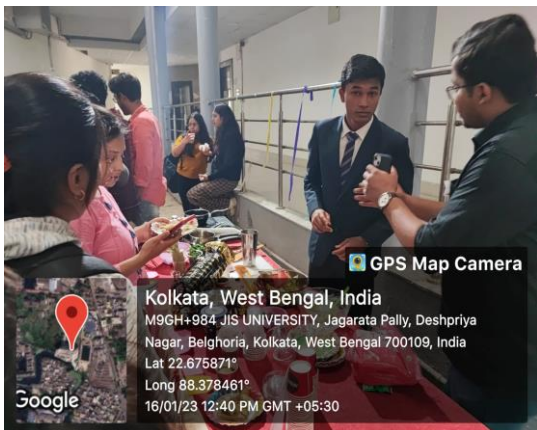 GPS Map Camera
Kolkata, West Bengal, India
M9GH+984 JIS UNIVERSITY, Jagarata Pally, Deshpriya
Nagar, Belghoria, Kolkata, West Bengal 700109, India
Lat 22.675871°
Long 88.378461°
16/01/23 12:40 PM GMT +05:30
Google